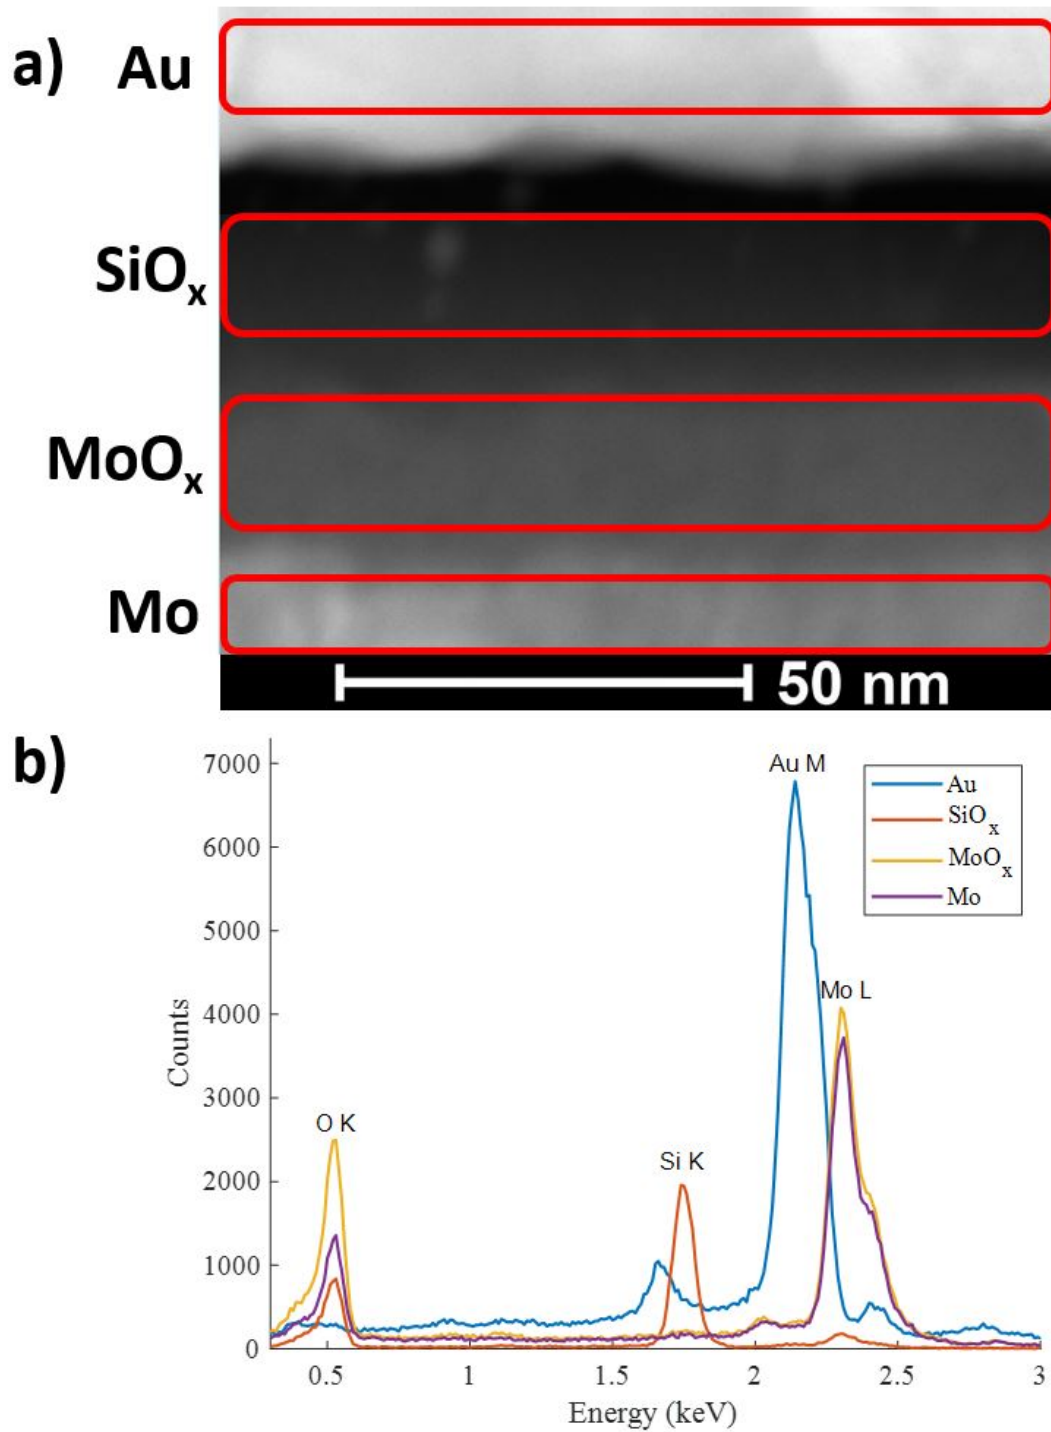 a) Au
SiOx
MoOx
Mo
50 nm
b)
7000
6000
5000
4000
3000
2000
1000
0
Counts
Au M
Mo L
O K
Si K
Au
SiOx
MoOx
Mo
0.5 1 1.5 2 2.5 3
Energy (keV)